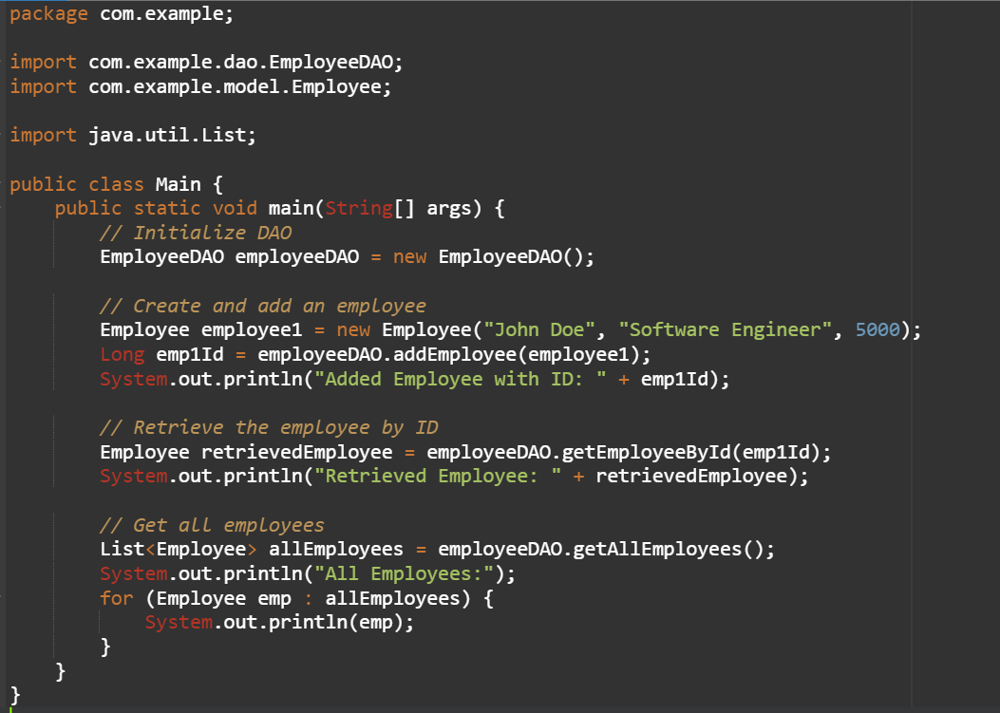 package com.example;
import com.example.dao.EmployeeDAO;
import com.example.model.Employee;
import java.util.List;
public class Main {
    public static void main(String[] args) {
        // Initialize DAO
        EmployeeDAO employeeDAO = new EmployeeDAO();
        // Create and add an employee
        Employee employee1 = new Employee("John Doe", "Software Engineer", 5000);
        Long emp1Id = employeeDAO.addEmployee(employee1);
        System.out.println("Added Employee with ID: " + emp1Id);
        // Retrieve the employee by ID
        Employee retrievedEmployee = employeeDAO.getEmployeeById(emp1Id);
        System.out.println("Retrieved Employee: " + retrievedEmployee);
        // Get all employees
        List<Employee> allEmployees = employeeDAO.getAllEmployees();
        System.out.println("All Employees:");
        for (Employee emp : allEmployees) {
            System.out.println(emp);
        }
    }
}